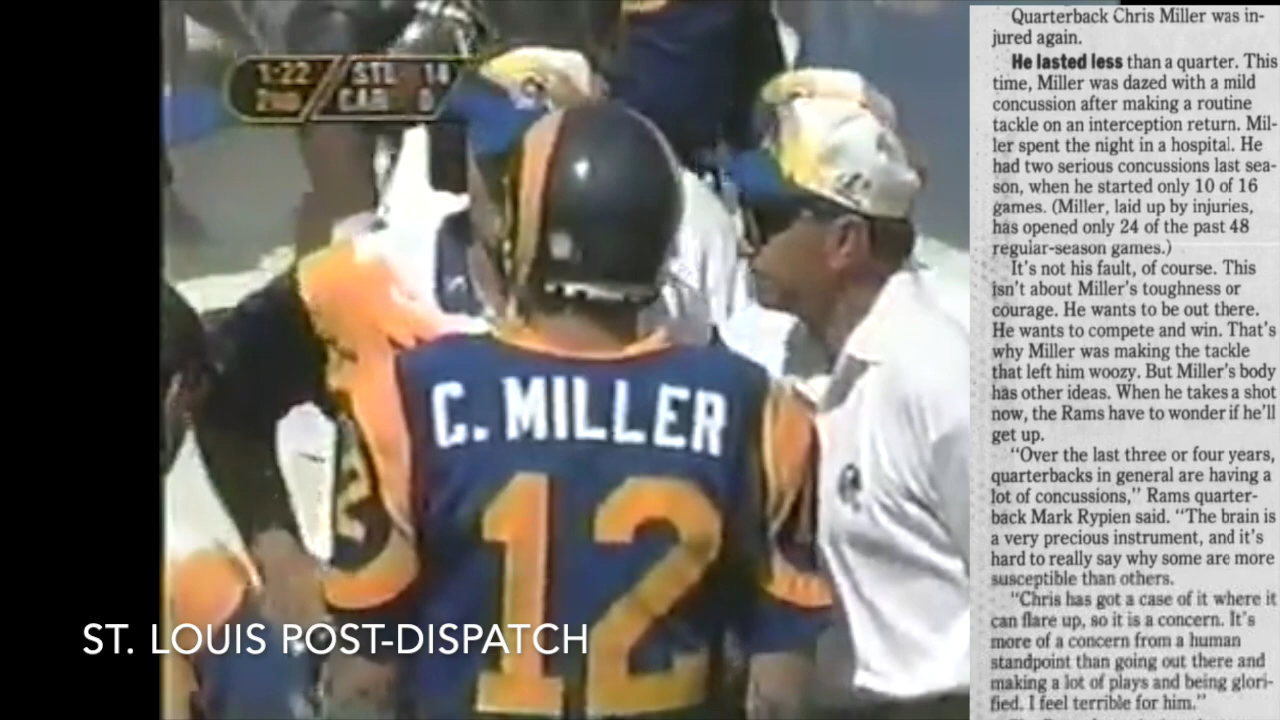 1:22 STL 14
2ND CAR 0
C. MILLER
12
ST. LOUIS POST-DISPATCH
Quarterback Chris Miller was in-
jured again.
He lasted less than a quarter. This
time, Miller was dazed with a mild
concussion after making a routine
tackle on an interception return. Mil-
ler spent the night in a hospital. He
had two serious concussions last sea-
son, when he started only 10 of 16
games. (Miller, laid up by injuries,
has opened only 24 of the past 48
regular-season games.)
It's not his fault, of course. This
isn't about Miller's toughness or
courage. He wants to be out there.
He wants to compete and win. That's
why Miller was making the tackle
that left him woozy. But Miller's body
has other ideas. When he takes a shot
now, the Rams have to wonder if he'll
get up.
"Over the last three or four years,
quarterbacks in general are having a
lot of concussions," Rams quarter-
back Mark Rypien said. "The brain is
a very precious instrument, and it's
hard to really say why some are more
susceptible than others.
"Chris has got a case of it where it
can flare up, so it is a concern. It's
more of a concern from a human
standpoint than going out there and
making a lot of plays and being glori-
fied. I feel terrible for him."